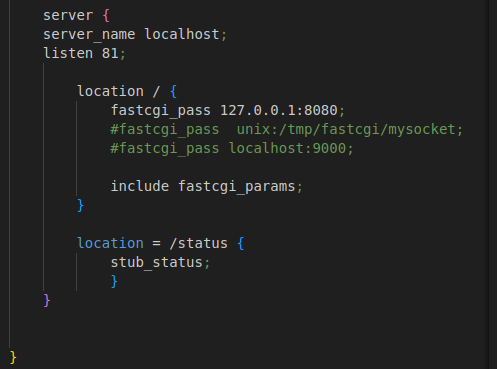 server {
server_name localhost;
listen 81;
location / {
fastcgi_pass 127.0.0.1:8080;
#fastcgi_pass  unix:/tmp/fastcgi/mysocket;
#fastcgi_pass localhost:9000;
include fastcgi_params;
}
location = /status {
stub_status;
}
}
}